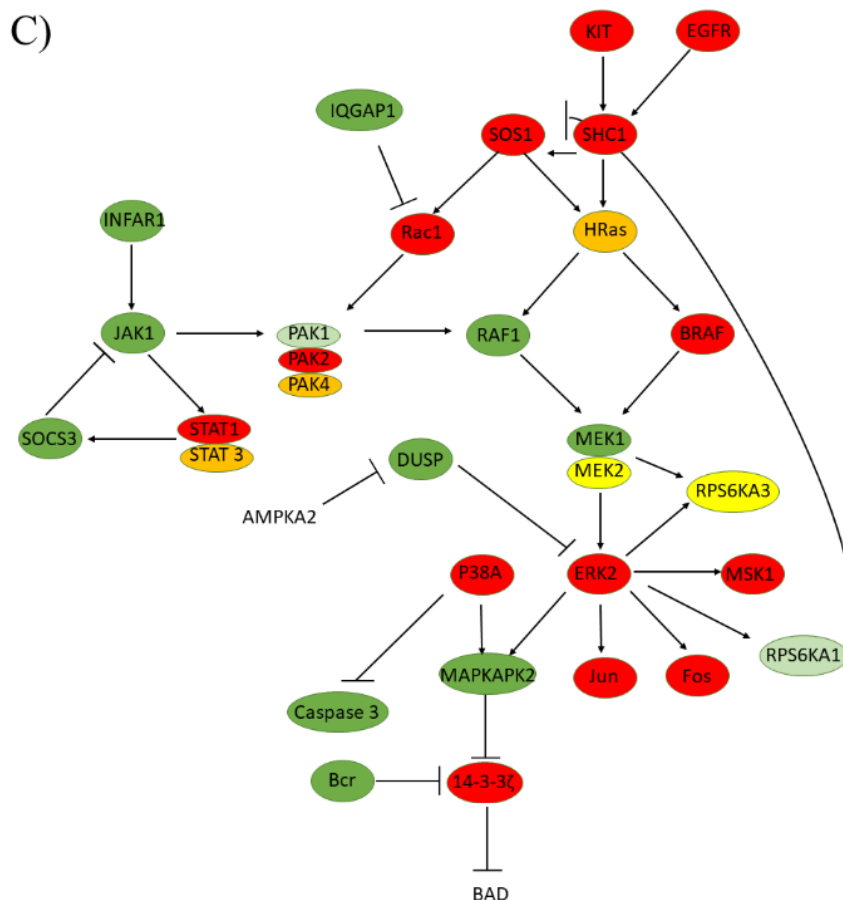 C)
KIT
EGFR
IQGAP1
SOS1
SHC1
INFAR1
Rac1
HRas
JAK1
PAK1
PAK2
PAK4
RAF1
BRAF
SOCS3
STAT1
STAT 3
DUSP
MEK1
MEK2
RPS6KA3
AMPKA2
P38A
ERK2
MSK1
RPS6KA1
MAPKAPK2
Jun
Fos
Caspase 3
Bcr
14-3-3ζ
BAD